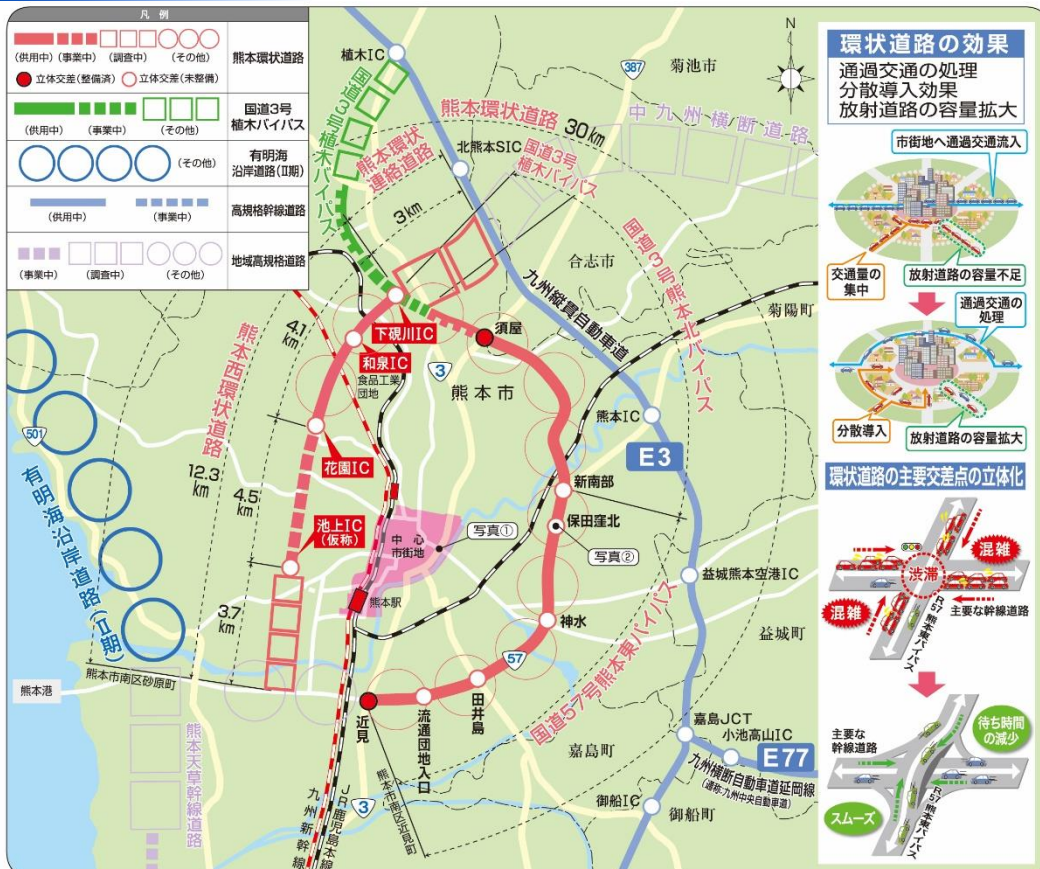 凡例
(供用中)
(事業中)
(調査中)
(その他)
熊本環状道路
立体交差(整備済)
立体交差(未整備)
(供用中)
(事業中)
(その他)
国道3号
植木バイパス
(その他)
有明海
沿岸道路(Ⅱ期)
(供用中)
(事業中)
高規格幹線道路
(事業中)
(調査中)
(その他)
地域高規格道路
植木IC
国道3号植木バイパス
387
菊池市
N
熊本環状道路
30km
中九州横断道路
熊本環状
連絡道路
北熊本SIC
国道3号
植木バイパス
3km
合志市
国道3号熊本北バイパス
九州縦貫自動車道
菊陽町
下硯川IC
須屋
4.1
km
和泉IC
食品工業
団地
3
熊本市
熊本西環状道路
熊本IC
E3
花園IC
501
12.3
km
4.5
km
新南部
有明海沿岸道路(Ⅱ期)
池上IC
(仮称)
中心
市街地
写真①
保田窪北
写真②
益城熊本空港IC
熊本駅
3.7
km
神水
益城町
57
国道57号熊本東バイパス
熊本市南区砂原町
熊本港
近見
流通団地入口
田井島
嘉島JCT
小池高山IC
嘉島町
E77
九州横断自動車道延岡線
(通称:九州中央自動車道)
熊本天草幹線道路
熊本市南区近見町
3
御船IC
御船町
九州新幹線
JR鹿児島本線
環状道路の効果
通過交通の処理
分散導入効果
放射道路の容量拡大
市街地へ通過交通流入
交通量の
集中
放射道路の容量不足
通過交通の
処理
分散導入
放射道路の容量拡大
環状道路の主要交差点の立体化
混雑
渋滞
混雑
主要な幹線道路
R57熊本東バイパス
主要な
幹線道路
待ち時間
の減少
スムーズ
R57熊本東バイパス